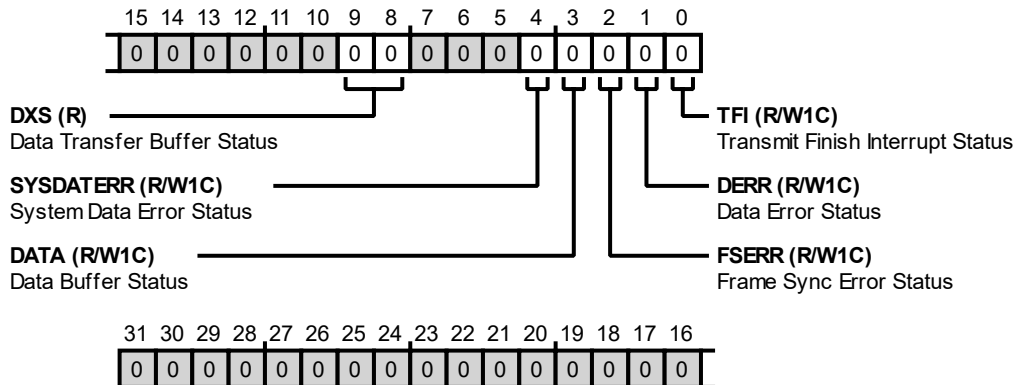 15 14 13 12 11 10 9 8 7 6 5 4 3 2 1 0
0 0 0 0 0 0 0 0 0 0 0 0 0 0 0 0
DXS (R)
Data Transfer Buffer Status
TFI (R/W1C)
Transmit Finish Interrupt Status
SYSDATERR (R/W1C)
System Data Error Status
DERR (R/W1C)
Data Error Status
DATA (R/W1C)
Data Buffer Status
FSERR (R/W1C)
Frame Sync Error Status
31 30 29 28 27 26 25 24 23 22 21 20 19 18 17 16
0 0 0 0 0 0 0 0 0 0 0 0 0 0 0 0